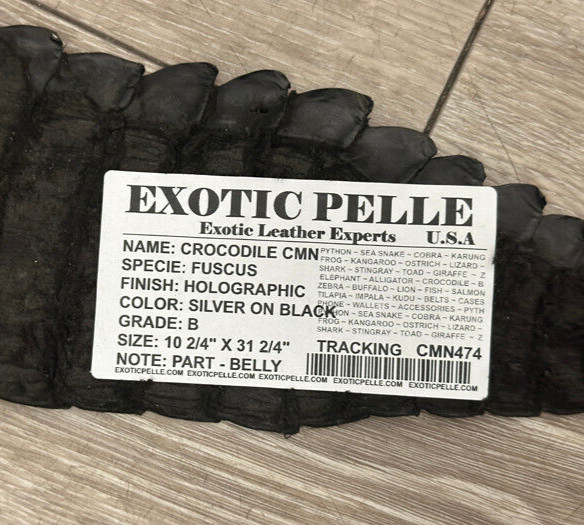 EXOTIC PELLE
Exotic Leather Experts U.S.A
NAME: CROCODILE CMN
SPECIE: FUSCUS
FINISH: HOLOGRAPHIC
COLOR: SILVER ON BLACK
GRADE: B
SIZE: 10 2/4" X 31 2/4"
NOTE: PART - BELLY
PYTHON - SEA SNAKE - COBRA - KARUNG
FROG - KANGAROO - OSTRICH - LIZARD -
SHARK - STINGRAY - TOAD - GIRAFFE - Z
ELEPHANT - ALLIGATOR - CROCODILE - B
ZEBRA - BUFFALO - LION - FISH - SALMON
TILAPIA - IMPALA - KUDU - BELTS - CASES
PHONE - WALLETS - ACCESSORIES - PYTH
SEA SNAKE - COBRA - KARUNG
FROG - KANGAROO - OSTRICH - LIZARD -
SHARK - STINGRAY - TOAD - GIRAFFE - Z
TRACKING CMN474
EXOTICPELLE.COM EXOTICPELLE.COM EXOTICPELLE.COM EXOTICPELLE.COM EXOTICPELLE.COM